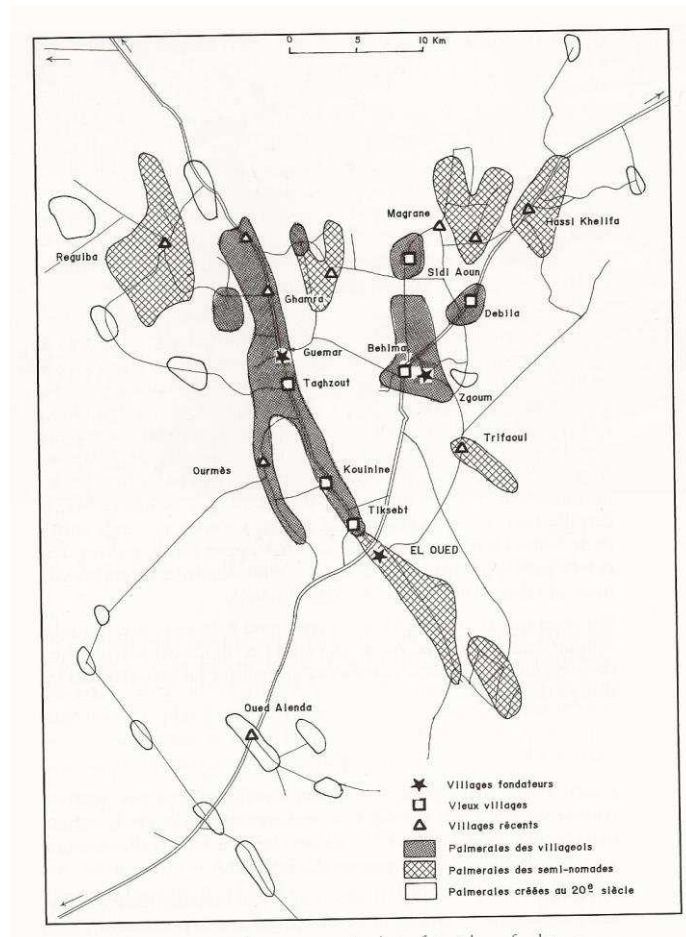 0 5 10 Km
Magrane
Hassi Khelifa
Reguiba
Sidi Aoun
Ghamra
Debila
Guemar
Behima
Taghzout
Zgoum
Trifaoui
Ourmès
Kouinine
Tiksebt
EL OUED
Oued Alenda
Villages fondateurs
Vieux villages
Villages récents
Palmeraies des villageois
Palmeraies des semi-nomades
Palmeraies créées au 20e siècle